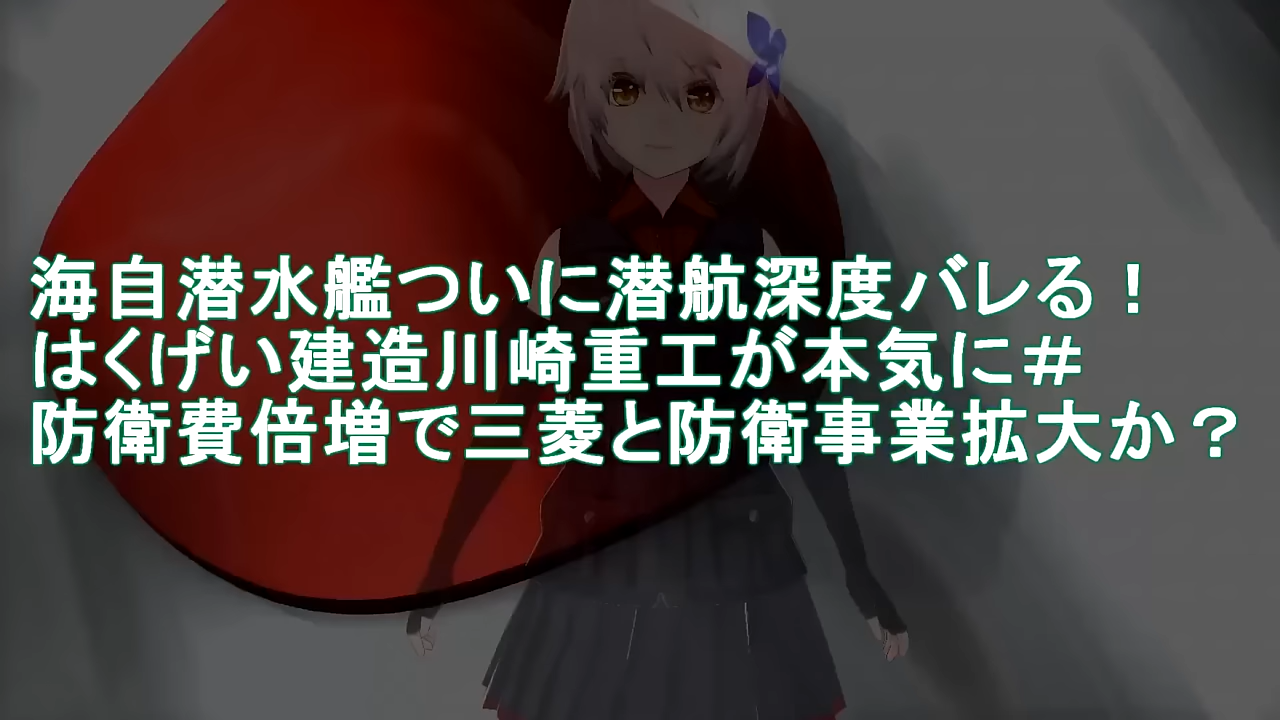 海自潜水艦ついに潜航深度バレる！
はくげい建造川崎重工が本気に＃
防衛費倍増で三菱と防衛事業拡大か？